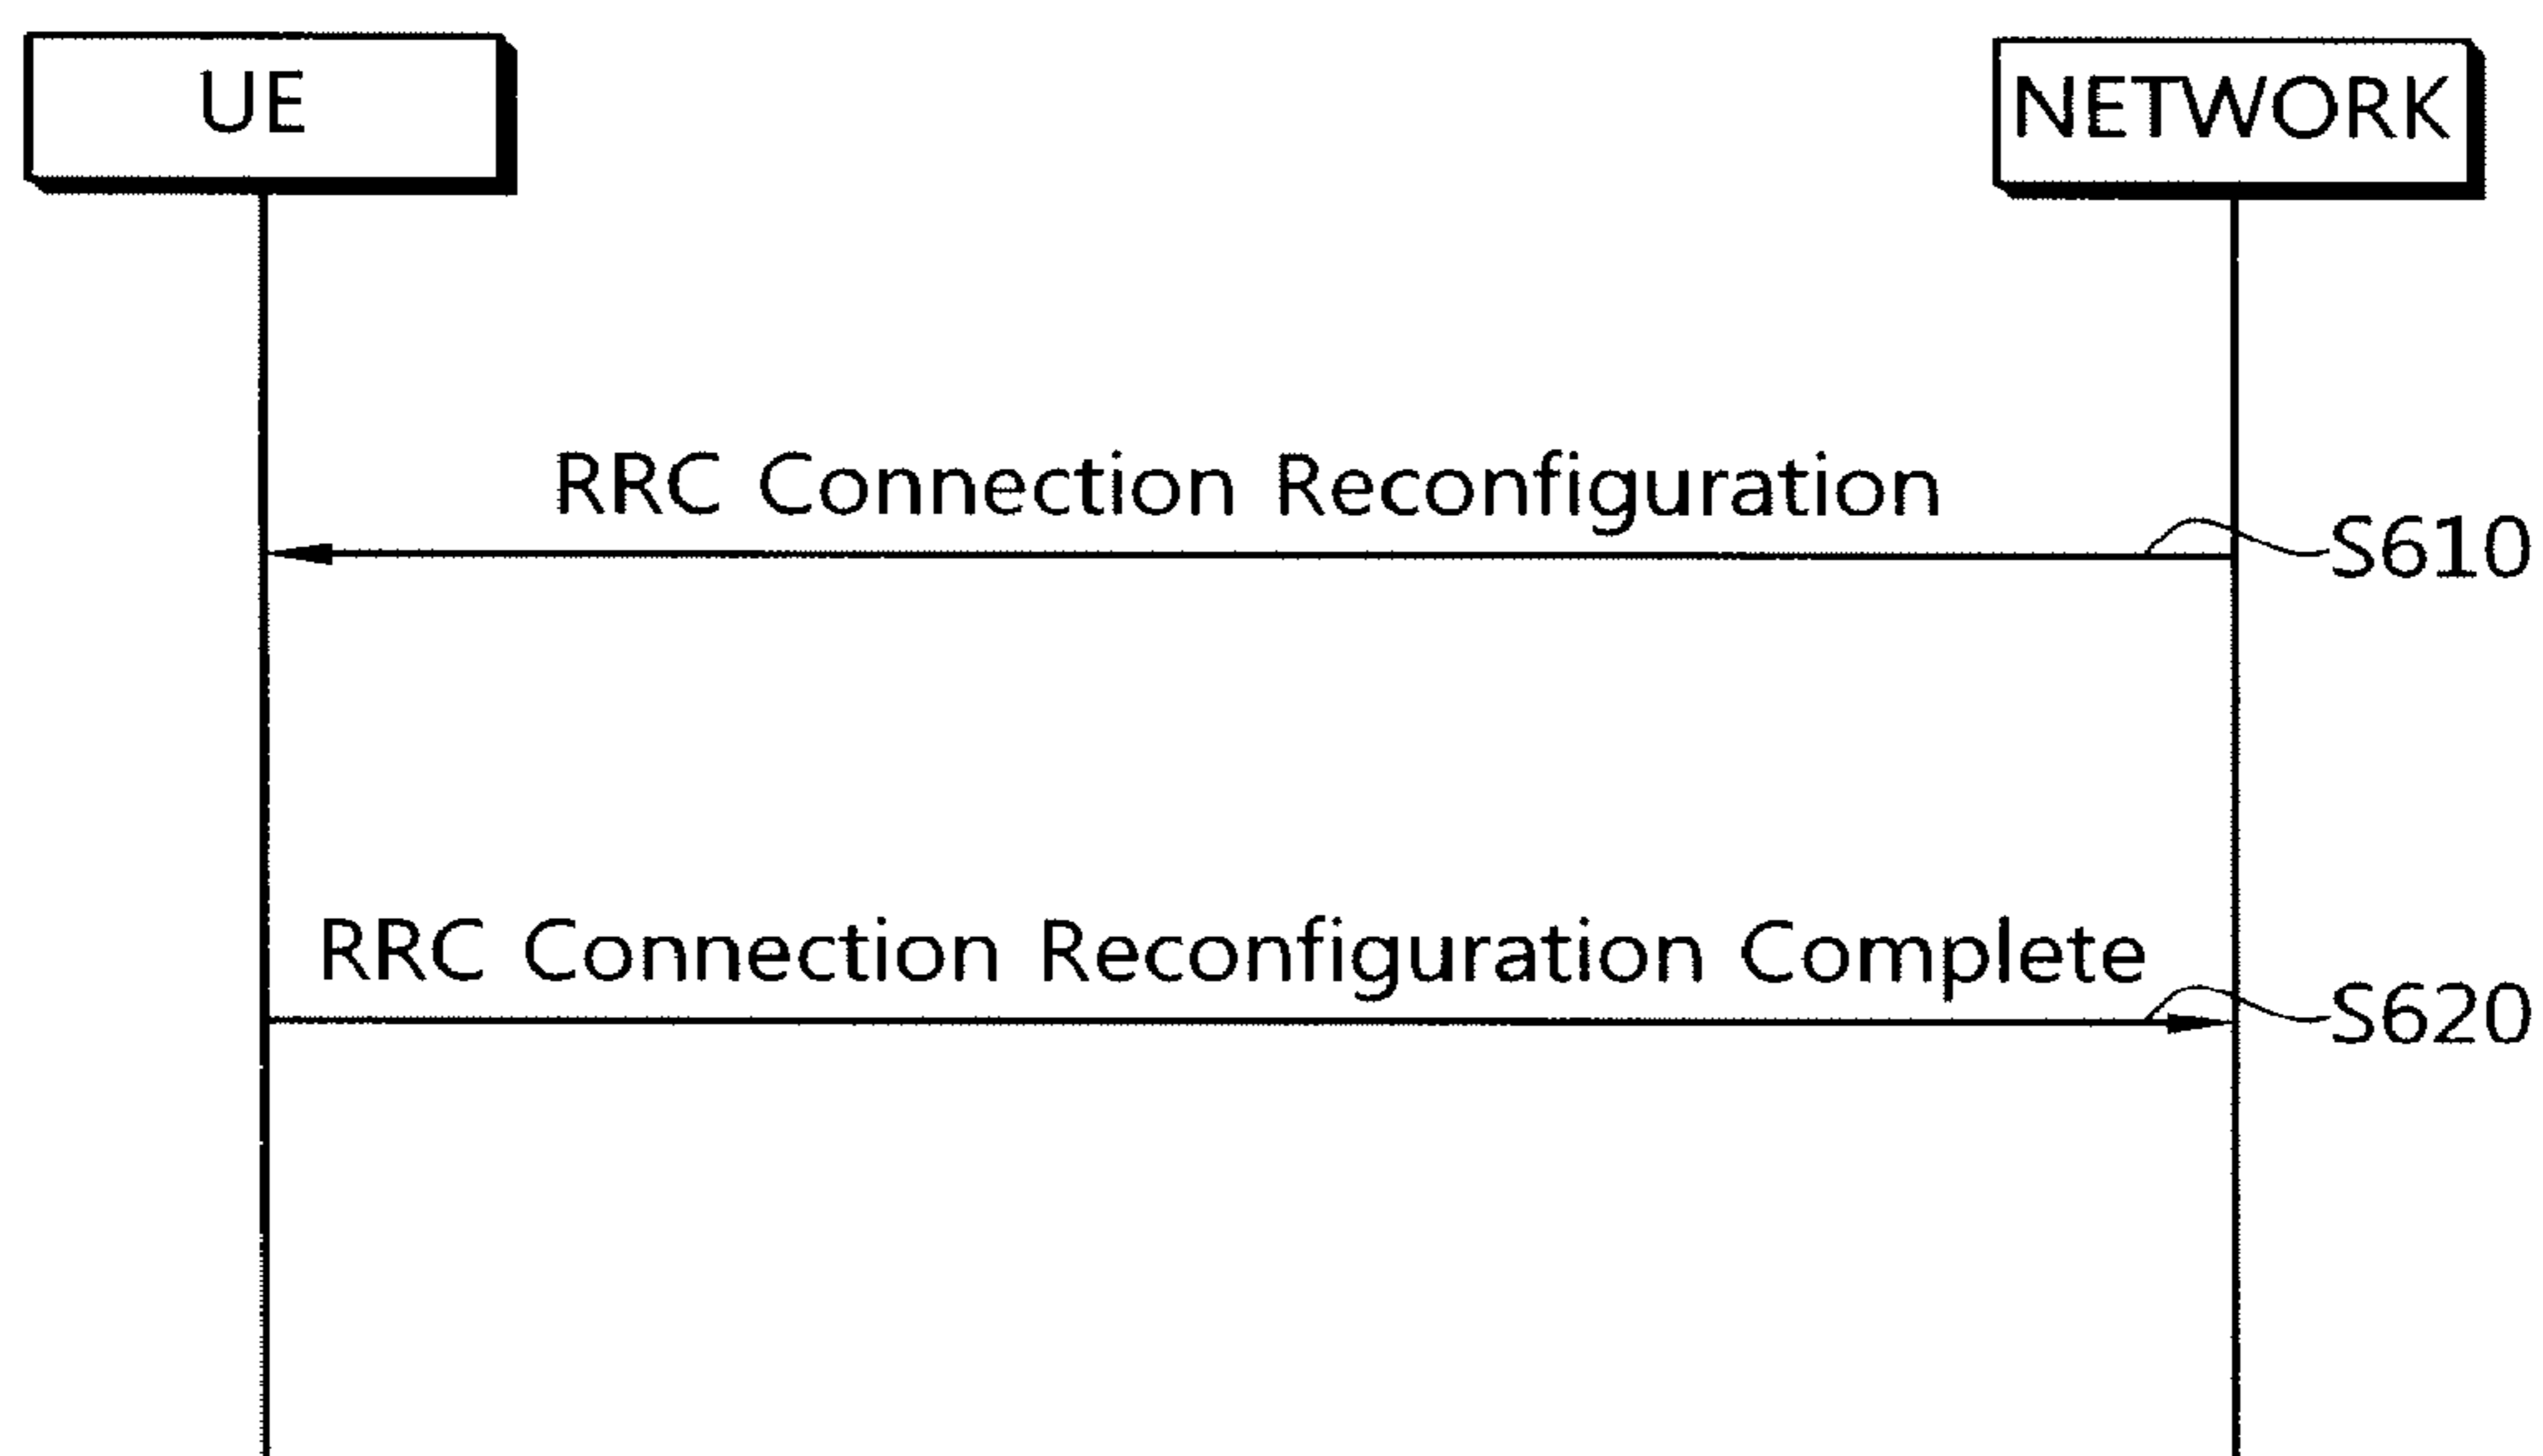 UE
NETWORK
RRC Connection Reconfiguration
S610
RRC Connection Reconfiguration Complete
S620